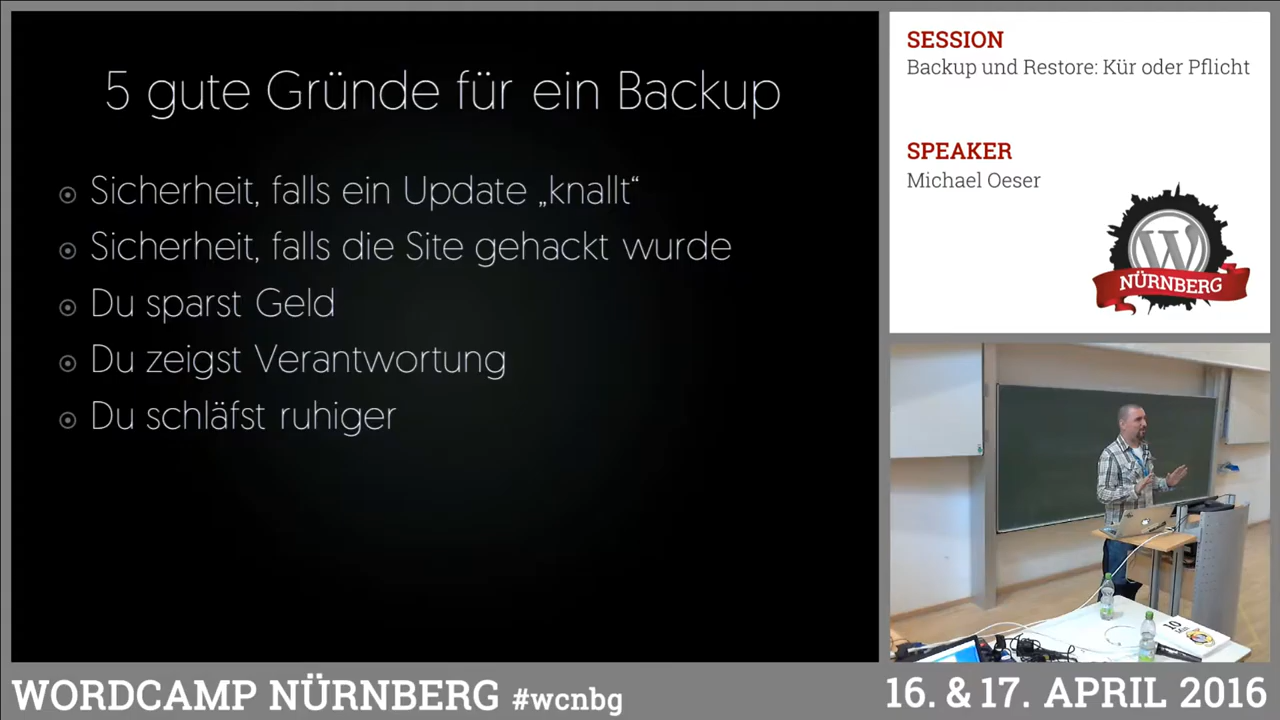 5 gute Gründe für ein Backup
Sicherheit, falls ein Update „knallt“
Sicherheit, falls die Site gehackt wurde
Du sparst Geld
Du zeigst Verantwortung
Du schläfst ruhiger
SESSION
Backup und Restore: Kür oder Pflicht
SPEAKER
Michael Oeser
W
NÜRNBERG
WORDCAMP NÜRNBERG #wcnbg
16. & 17. APRIL 2016